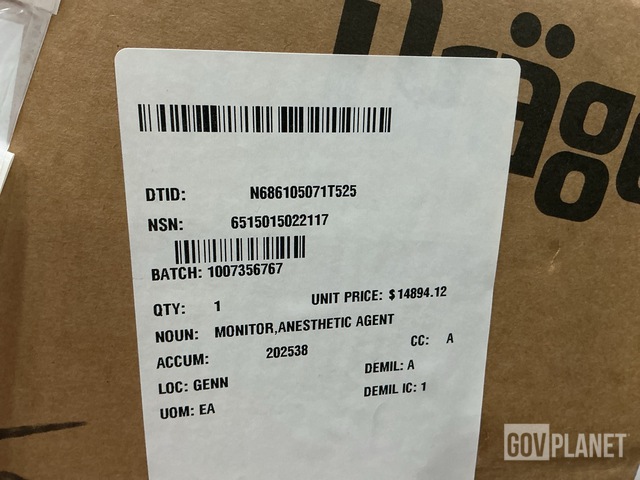 Dräge
DTID: N686105071T525
NSN: 6515015022117
BATCH: 1007356767
QTY: 1 UNIT PRICE: $14894.12
NOUN: MONITOR,ANESTHETIC AGENT
ACCUM: 202538 CC: A
LOC: GENN DEMIL: A
UOM: EA DEMIL IC: 1
GOVPLANET